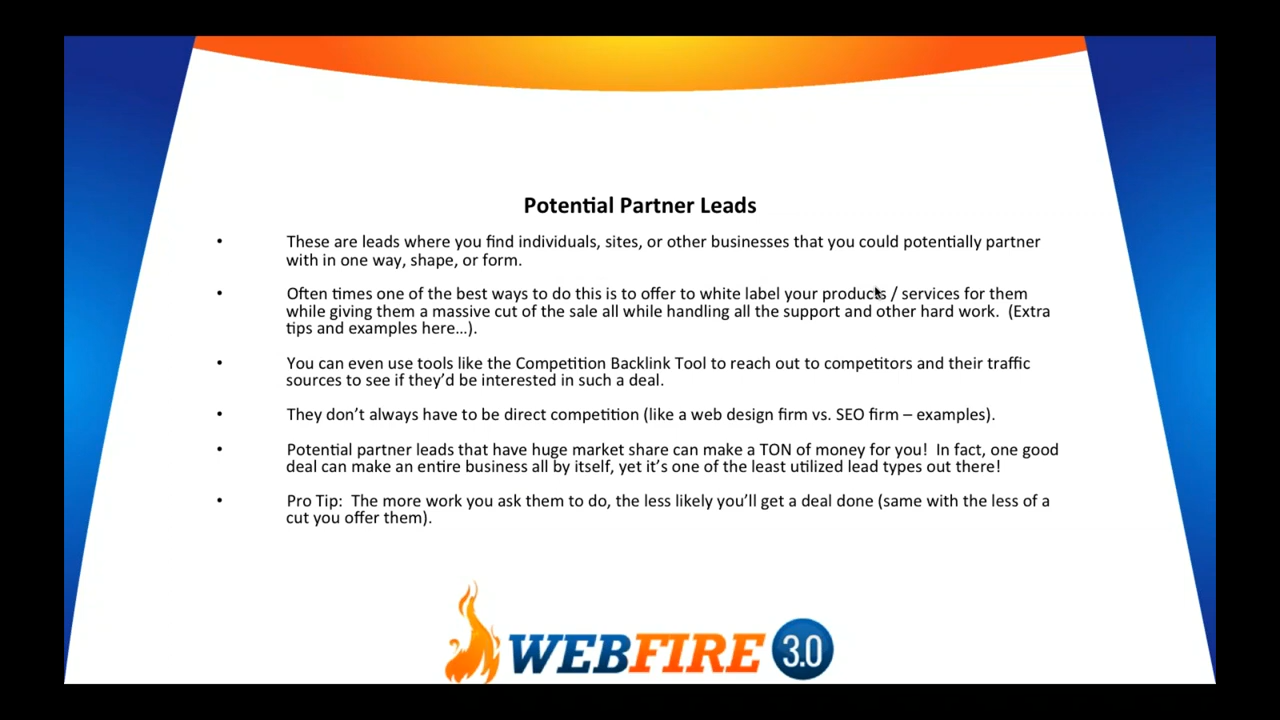 Potential Partner Leads
• These are leads where you find individuals, sites, or other businesses that you could potentially partner
with in one way, shape, or form.
• Often times one of the best ways to do this is to offer to white label your products / services for them
while giving them a massive cut of the sale all while handling all the support and other hard work.  (Extra
tips and examples here…).
• You can even use tools like the Competition Backlink Tool to reach out to competitors and their traffic
sources to see if they’d be interested in such a deal.
• They don’t always have to be direct competition (like a web design firm vs. SEO firm – examples).
• Potential partner leads that have huge market share can make a TON of money for you!  In fact, one good
deal can make an entire business all by itself, yet it’s one of the least utilized lead types out there!
• Pro Tip:  The more work you ask them to do, the less likely you’ll get a deal done (same with the less of a
cut you offer them).
WEBFIRE 3.0